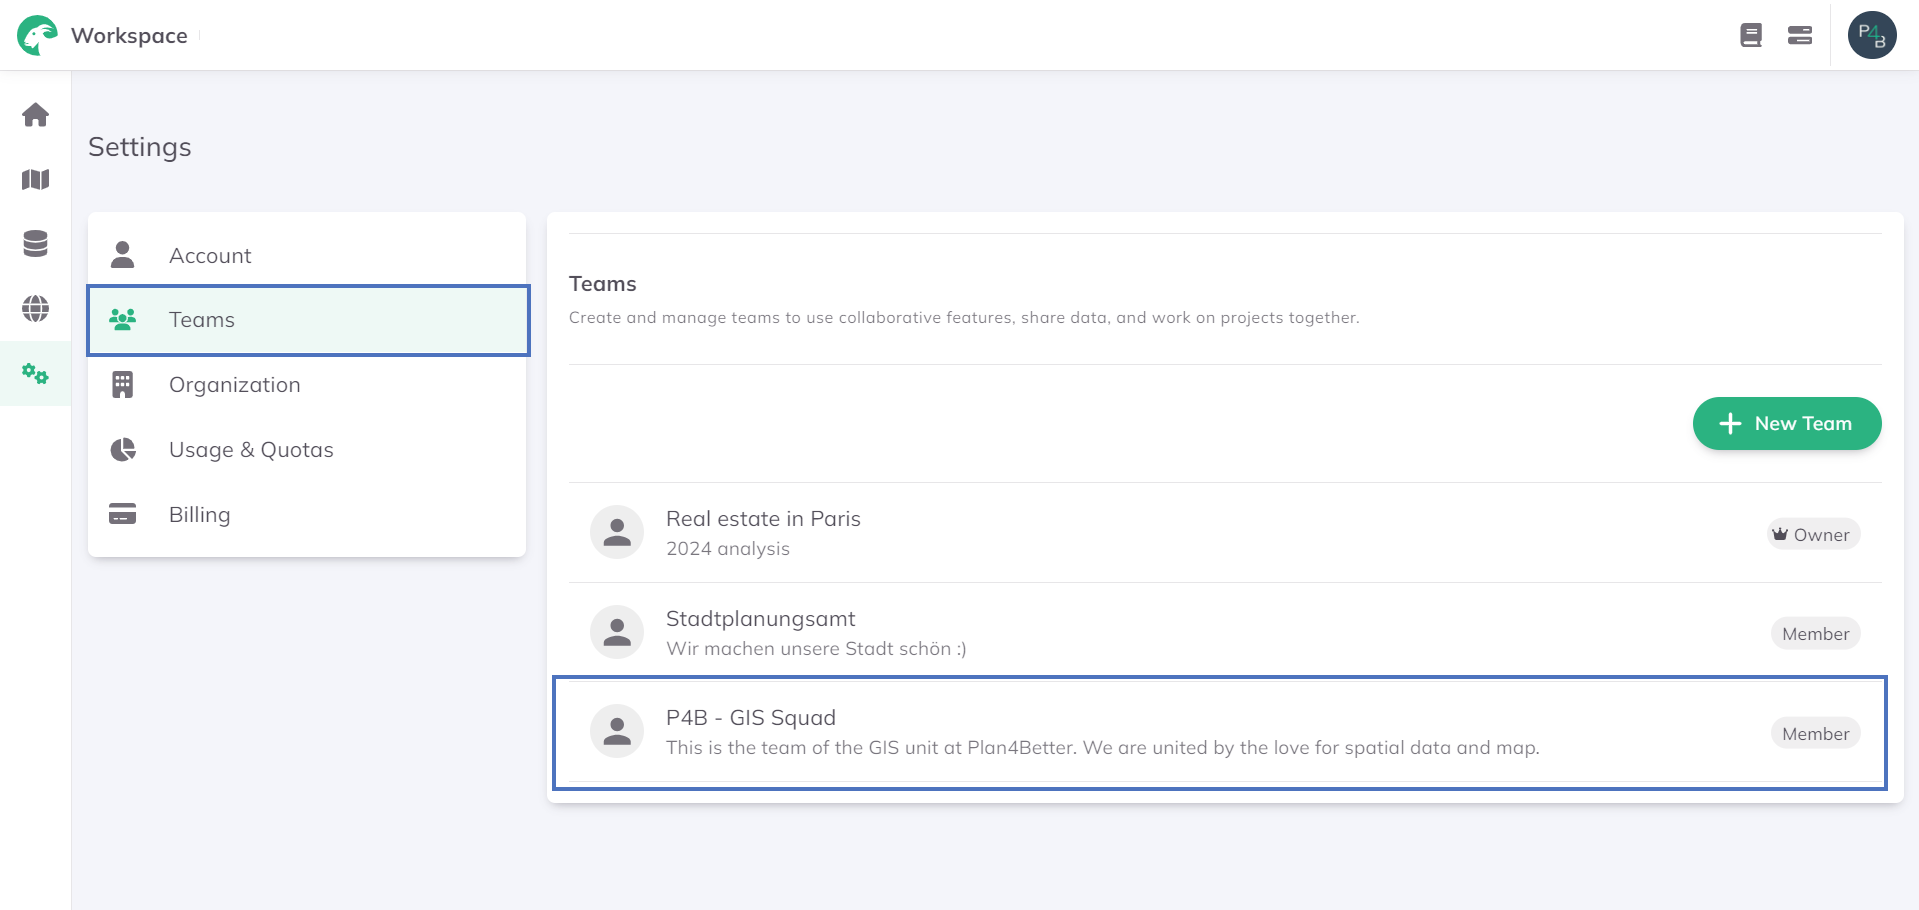 Workspace
P4B
Settings
Account
Teams
Organization
Usage & Quotas
Billing
Teams
Create and manage teams to use collaborative features, share data, and work on projects together.
New Team
Real estate in Paris
2024 analysis
Owner
Stadtplanungsamt
Wir machen unsere Stadt schön :)
Member
P4B - GIS Squad
This is the team of the GIS unit at Plan4Better. We are united by the love for spatial data and map.
Member